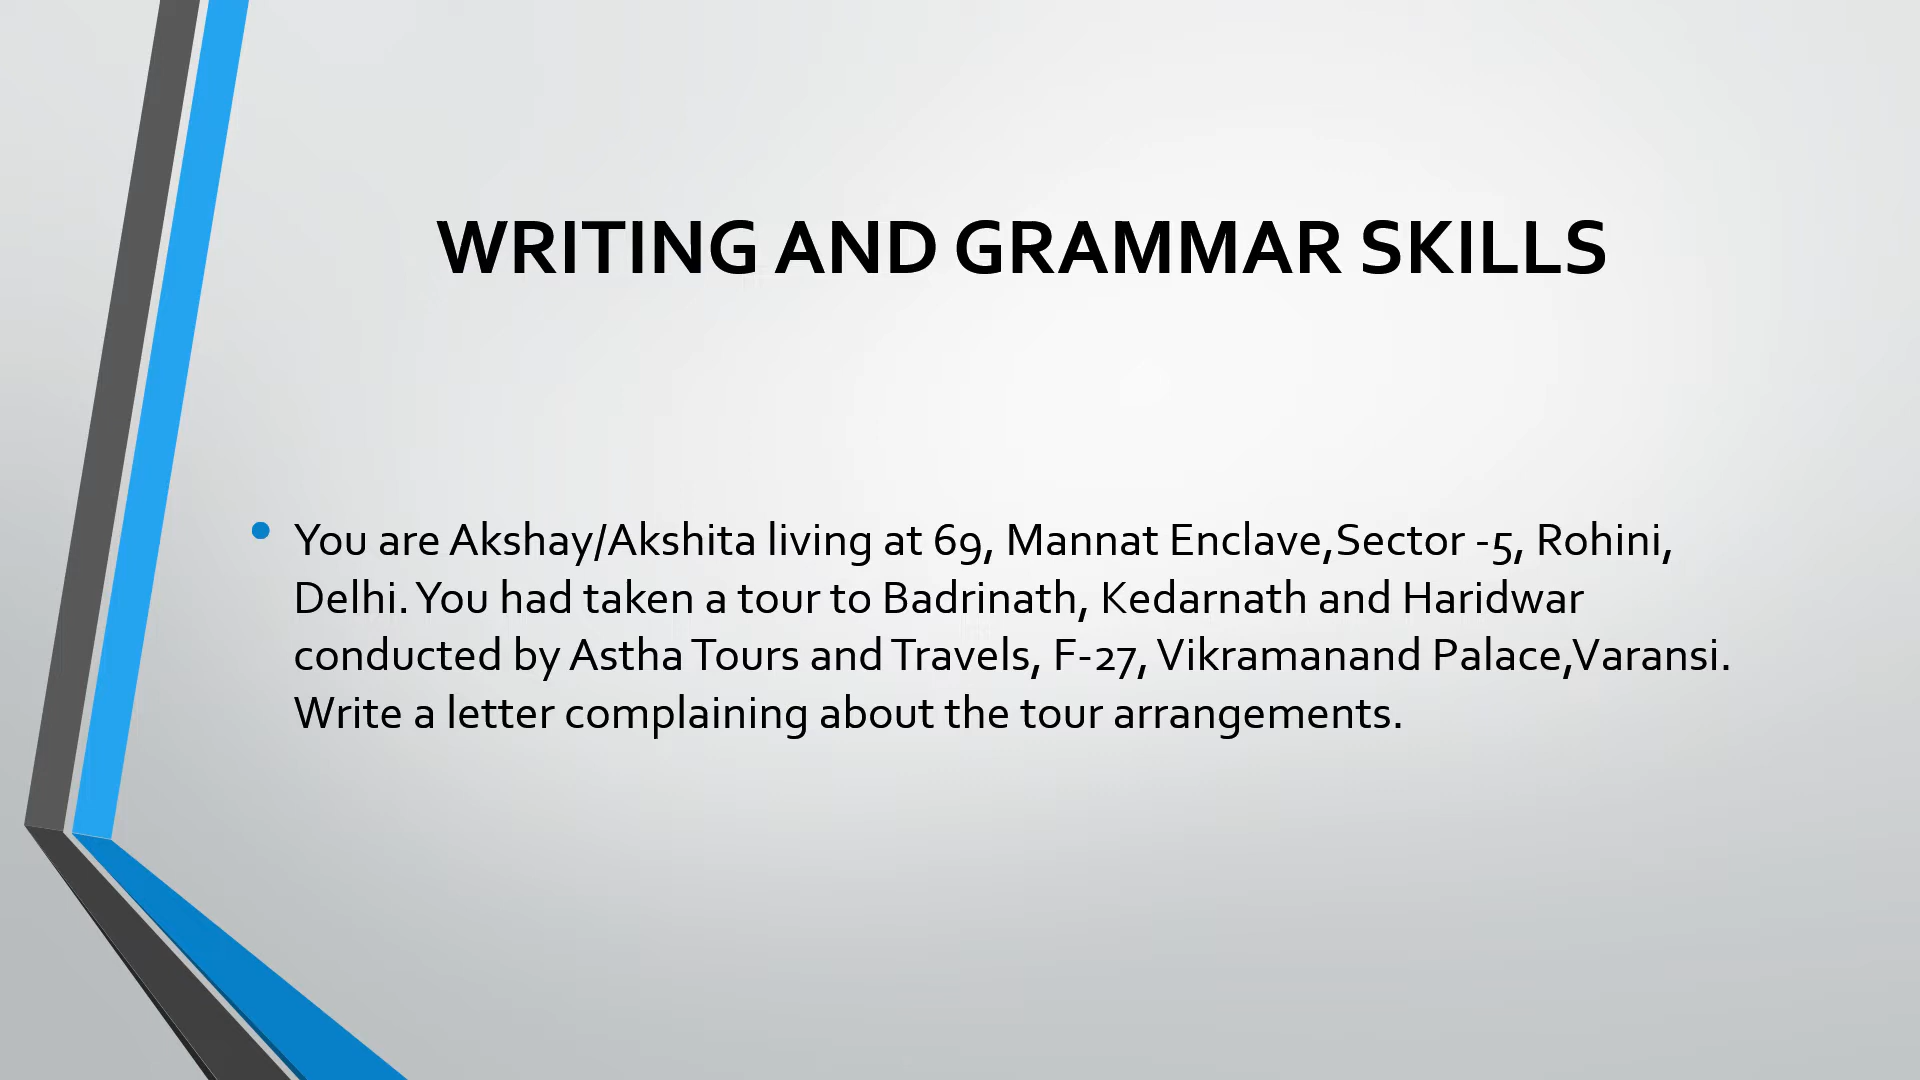 WRITING AND GRAMMAR SKILLS
• You are Akshay/Akshita living at 69, Mannat Enclave,Sector -5, Rohini,
Delhi. You had taken a tour to Badrinath, Kedarnath and Haridwar
conducted by Astha Tours and Travels, F-27, Vikramanand Palace,Varansi.
Write a letter complaining about the tour arrangements.